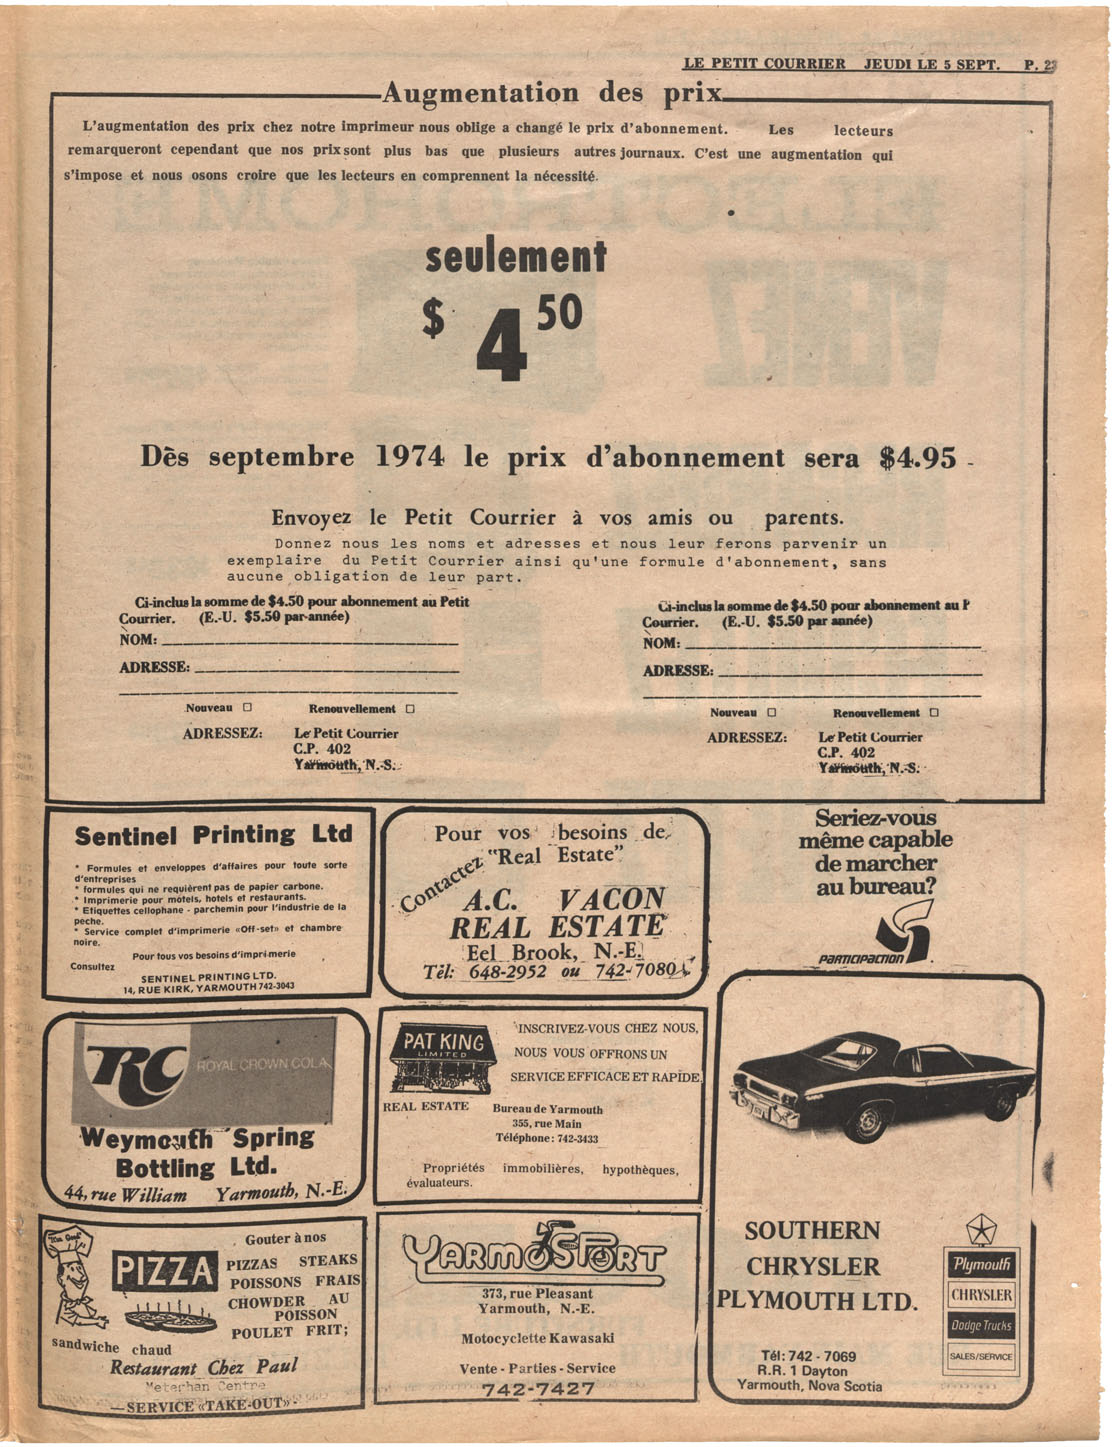 LE PETIT COURRIER JEUDI LE 5 SEPT. P. 23
Augmentation des prix
L'augmentation des prix chez notre imprimeur nous oblige a changé le prix d'abonnement. Les lecteurs
remarqueront cependant que nos prix sont plus bas que plusieurs autres journaux. C'est une augmentation qui
s'impose et nous osons croire que les lecteurs en comprennent la nécessité.
seulement
$ 4 50
Dès septembre 1974 le prix d'abonnement sera $4.95
Envoyez le Petit Courrier à vos amis ou parents.
Donnez nous les noms et adresses et nous leur ferons parvenir un
exemplaire du Petit Courrier ainsi qu'une formule d'abonnement, sans
aucune obligation de leur part.
Ci-inclus la somme de $4.50 pour abonnement au Petit
Courrier. (E.-U. $5.50 par année)
NOM:
ADRESSE:
Nouveau □ Renouvellement □
ADRESSEZ: Le Petit Courrier
C.P. 402
Yarmouth, N.-S.
Ci-inclus la somme de $4.50 pour abonnement au P
Courrier. (E.-U. $5.50 par année)
NOM:
ADRESSE:
Nouveau □ Renouvellement □
ADRESSEZ: Le Petit Courrier
C.P. 402
Yarmouth, N.-S.
Sentinel Printing Ltd
* Formules et enveloppes d'affaires pour toute sorte
d'entreprises
* formules qui ne requièrent pas de papier carbone.
* Imprimerie pour môtels, hotels et restaurants.
* Etiquettes cellophane - parchemin pour l'industrie de la
peche.
* Service complet d'imprimerie «Off-set» et chambre
noire.
Pour tous vos besoins d'imprimerie
Consultez
SENTINEL PRINTING LTD.
14, RUE KIRK, YARMOUTH 742-3043
Pour vos besoins de
"Real Estate"
Contactez
A.C. VACON
REAL ESTATE
Eel Brook, N.-E.
Tél: 648-2952 ou 742-7080
Seriez-vous
même capable
de marcher
au bureau?
PARTICIPACTION
RC ROYAL CROWN COLA
Weymouth Spring
Bottling Ltd.
44, rue William Yarmouth, N.-E.
PAT KING
LIMITED
REAL ESTATE
INSCRIVEZ-VOUS CHEZ NOUS,
NOUS VOUS OFFRONS UN
SERVICE EFFICACE ET RAPIDE
Bureau de Yarmouth
355, rue Main
Téléphone: 742-3433
Propriétés immobilières, hypothèques,
évaluateurs.
PIZZA
Gouter à nos
PIZZAS STEAKS
POISSONS FRAIS
CHOWDER AU
POISSON
POULET FRIT;
sandwiche chaud
Restaurant Chez Paul
Meterhan Centre
SERVICE «TAKE-OUT»
YARMOSPORT
373, rue Pleasant
Yarmouth, N.-E.
Motocyclette Kawasaki
Vente - Parties - Service
742-7427
SOUTHERN
CHRYSLER
PLYMOUTH LTD.
Tél: 742 - 7069
R.R. 1 Dayton
Yarmouth, Nova Scotia
Plymouth
CHRYSLER
Dodge Trucks
SALES/SERVICE